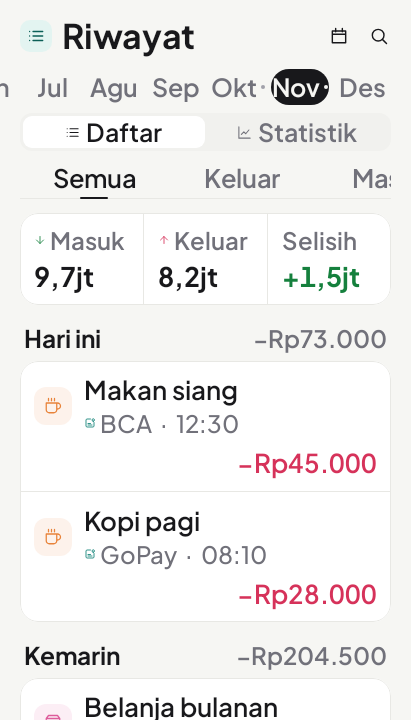 Riwayat
Jul Agu Sep Okt Nov Des
Daftar Statistik
Semua Keluar
Masuk Keluar Selisih
9,7jt 8,2jt +1,5jt
Hari ini −Rp73.000
Makan siang
BCA · 12:30
−Rp45.000
Kopi pagi
GoPay · 08:10
−Rp28.000
Kemarin −Rp204.500
Belanja bulanan